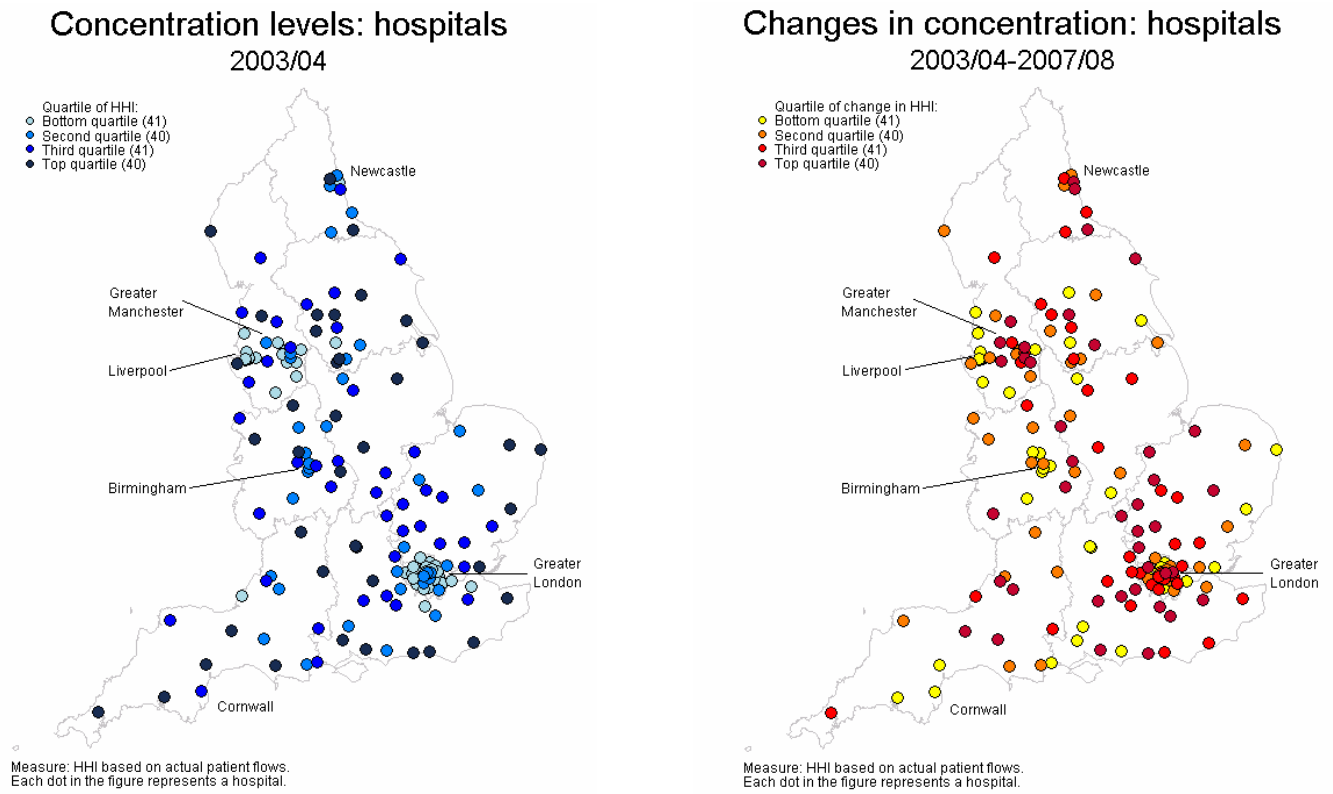 Concentration levels: hospitals
2003/04
Quartile of HHI:
Bottom quartile (41)
Second quartile (40)
Third quartile (41)
Top quartile (40)
Newcastle
Greater
Manchester
Liverpool
Birmingham
Greater
London
Cornwall
Measure: HHI based on actual patient flows.
Each dot in the figure represents a hospital.
Changes in concentration: hospitals
2003/04-2007/08
Quartile of change in HHI:
Bottom quartile (41)
Second quartile (40)
Third quartile (41)
Top quartile (40)
Newcastle
Greater
Manchester
Liverpool
Birmingham
Greater
London
Cornwall
Measure: HHI based on actual patient flows.
Each dot in the figure represents a hospital.